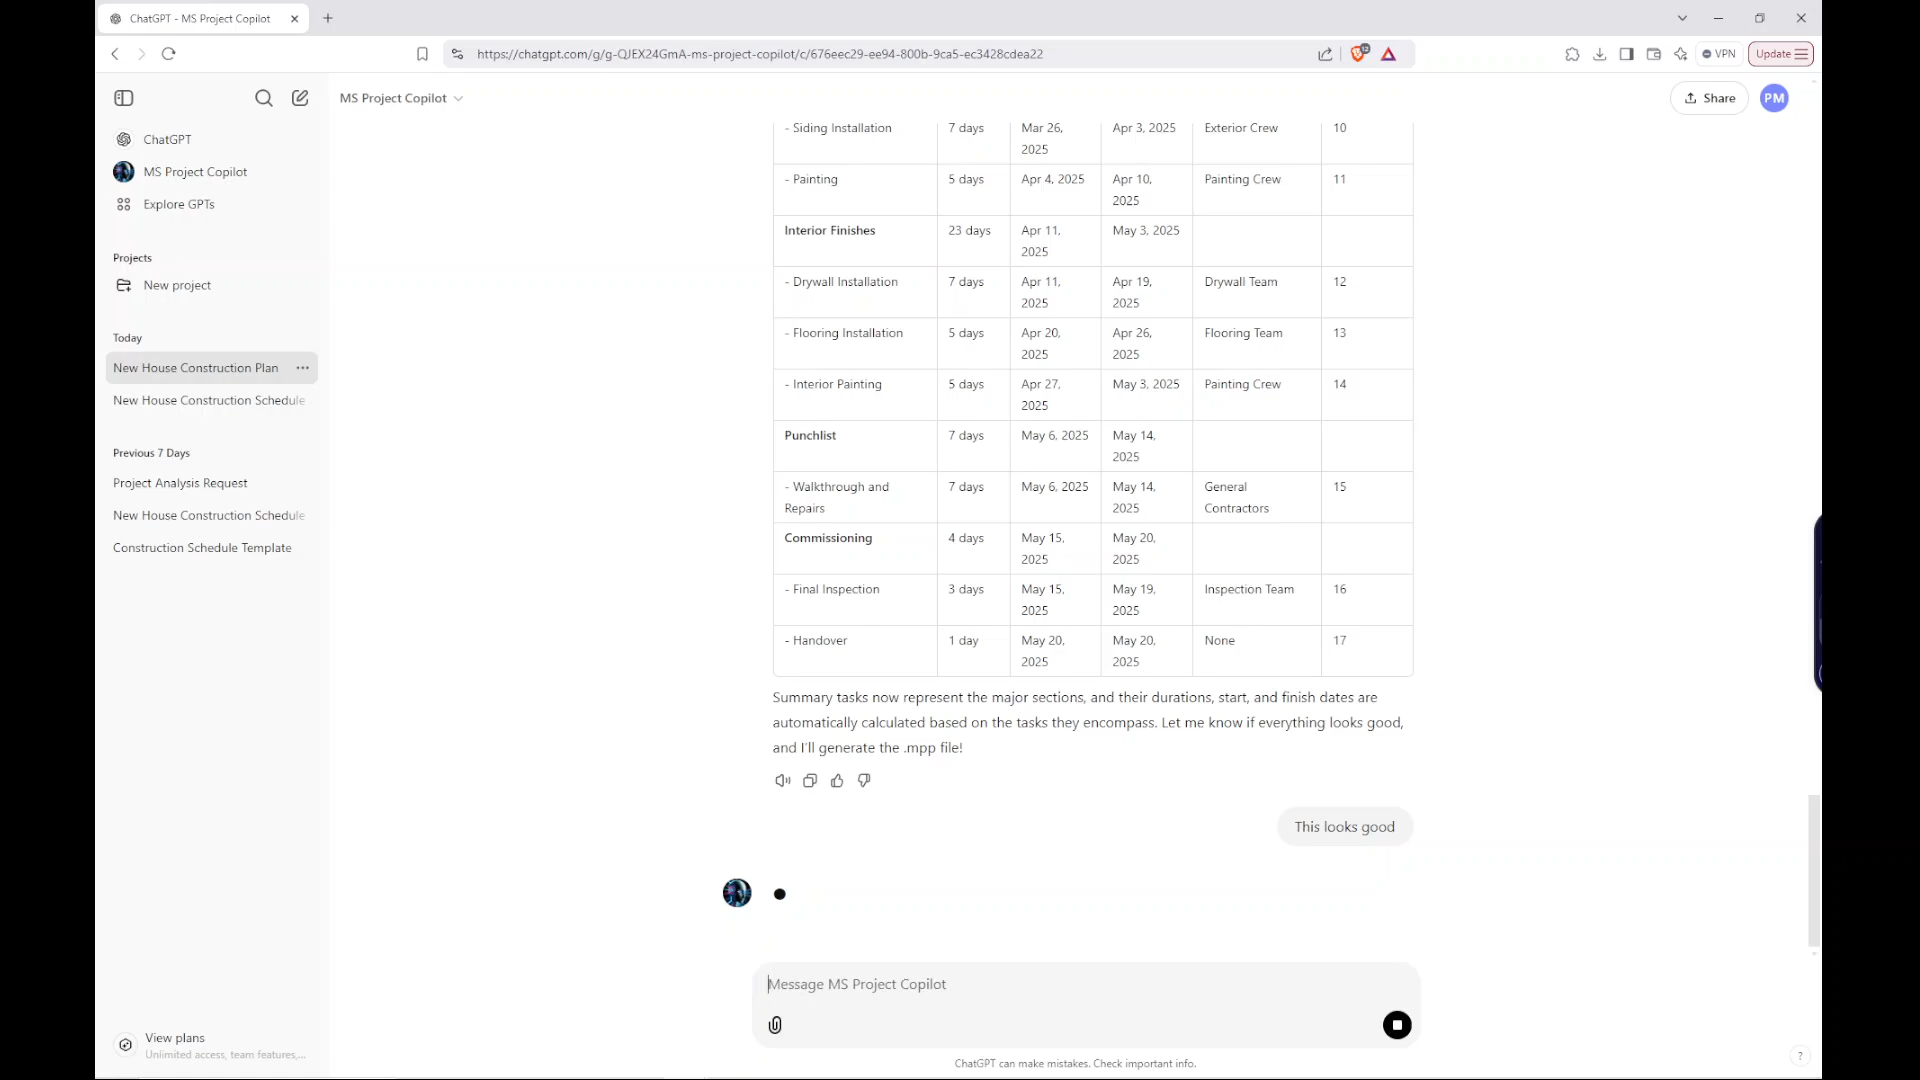 ChatGPT - MS Project Copilot
https://chatgpt.com/g/g-QJEX24GmA-ms-project-copilot/c/676eec29-ee94-800b-9ca5-ec3428cdea22
12
VPN
Update
ChatGPT
MS Project Copilot
Explore GPTs
Projects
New project
Today
New House Construction Plan
New House Construction Schedule
Previous 7 Days
Project Analysis Request
New House Construction Schedule
Construction Schedule Template
View plans
Unlimited access, team features,...
MS Project Copilot
Share
PM
- Siding Installation 7 days Mar 26, Apr 3, 2025 Exterior Crew 10
2025
- Painting 5 days Apr 4, 2025 Apr 10, Painting Crew 11
2025
Interior Finishes 23 days Apr 11, May 3, 2025
2025
- Drywall Installation 7 days Apr 11, Apr 19, Drywall Team 12
2025 2025
- Flooring Installation 5 days Apr 20, Apr 26, Flooring Team 13
2025 2025
- Interior Painting 5 days Apr 27, May 3, 2025 Painting Crew 14
2025
Punchlist 7 days May 6, 2025 May 14,
2025
- Walkthrough and 7 days May 6, 2025 May 14, General 15
Repairs 2025 Contractors
Commissioning 4 days May 15, May 20,
2025 2025
- Final Inspection 3 days May 15, May 19, Inspection Team 16
2025 2025
- Handover 1 day May 20, May 20, None 17
2025 2025
Summary tasks now represent the major sections, and their durations, start, and finish dates are
automatically calculated based on the tasks they encompass. Let me know if everything looks good,
and I'll generate the .mpp file!
This looks good
Message MS Project Copilot
ChatGPT can make mistakes. Check important info.
?